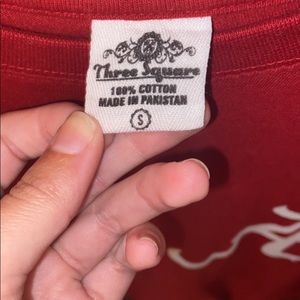 Three Square
100% COTTON
MADE IN PAKISTAN
S